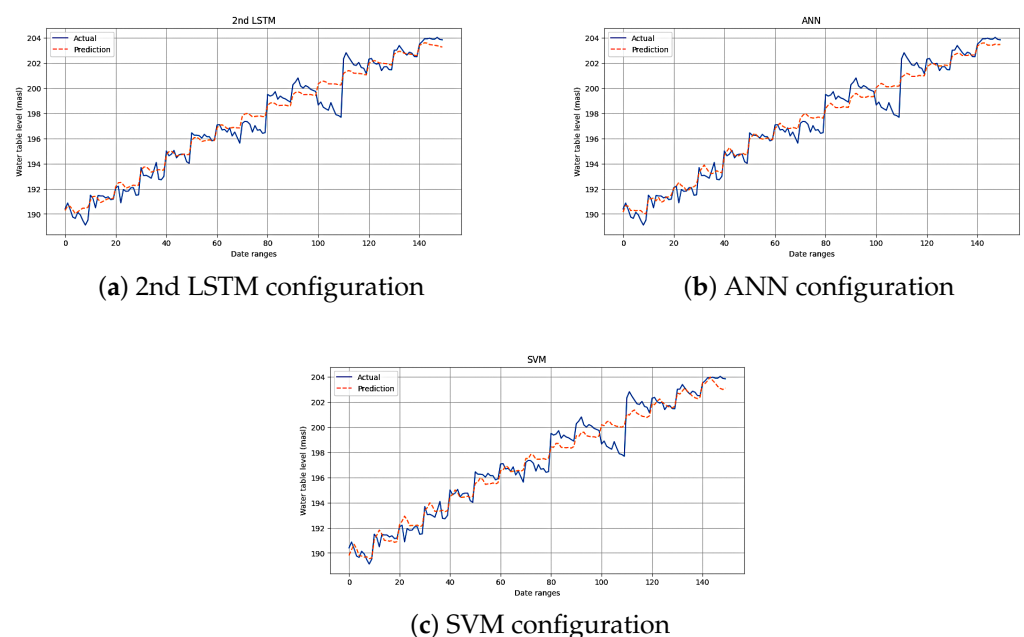 2nd LSTM
Actual
Prediction
Water table level (masl)
204
202
200
198
196
194
192
190
0 20 40 60 80 100 120 140
Date ranges
(a) 2nd LSTM configuration
ANN
Actual
Prediction
Water table level (masl)
204
202
200
198
196
194
192
190
0 20 40 60 80 100 120 140
Date ranges
(b) ANN configuration
SVM
Actual
Prediction
Water table level (masl)
204
202
200
198
196
194
192
190
0 20 40 60 80 100 120 140
Date ranges
(c) SVM configuration